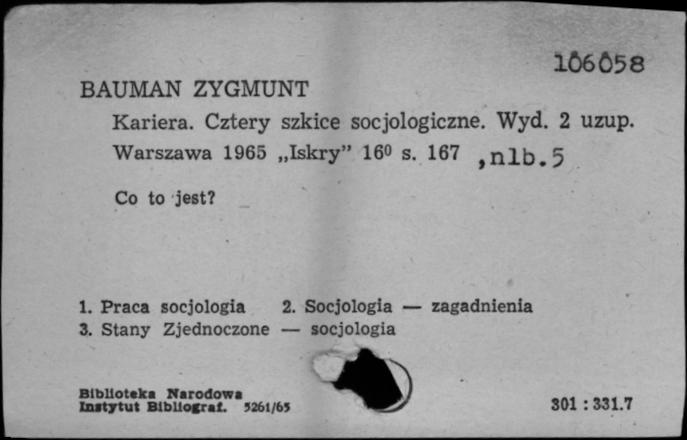 106058
BAUMAN ZYGMUNT
Kariera. Cztery szkice socjologiczne. Wyd. 2 uzup.
Warszawa 1965 „Iskry” 16⁰ s. 167 ,nlb.5
Co to jest?
1. Praca socjologia 2. Socjologia — zagadnienia
3. Stany Zjednoczone — socjologia
Biblioteka Narodowa
Instytut Bibliograf. 5261/65
301 : 331.7